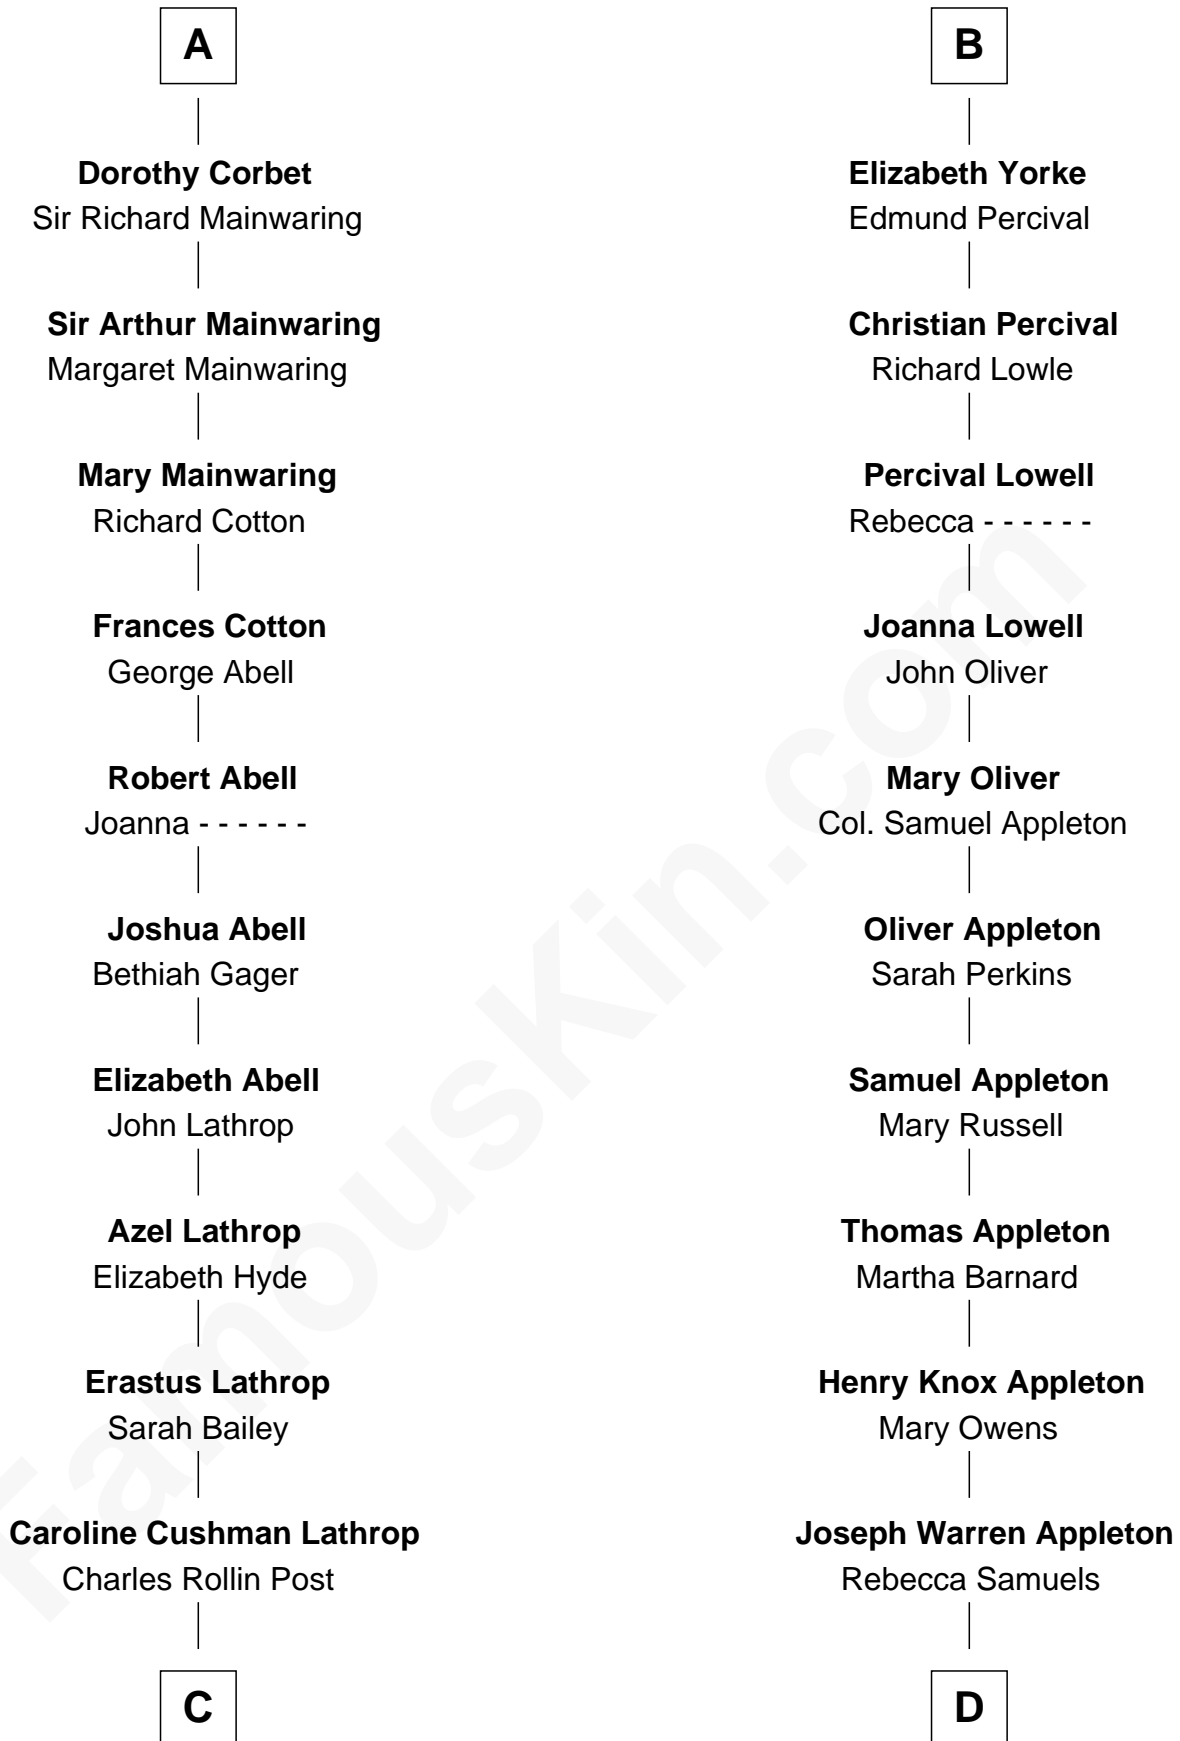 A
Dorothy Corbet
Sir Richard Mainwaring
Sir Arthur Mainwaring
Margaret Mainwaring
Mary Mainwaring
Richard Cotton
Frances Cotton
George Abell
Robert Abell
Joanna - - - - - -
Joshua Abell
Bethiah Gager
Elizabeth Abell
John Lathrop
Azel Lathrop
Elizabeth Hyde
Erastus Lathrop
Sarah Bailey
Caroline Cushman Lathrop
Charles Rollin Post
C
B
Elizabeth Yorke
Edmund Percival
Christian Percival
Richard Lowle
Percival Lowell
Rebecca - - - - - -
Joanna Lowell
John Oliver
Mary Oliver
Col. Samuel Appleton
Oliver Appleton
Sarah Perkins
Samuel Appleton
Mary Russell
Thomas Appleton
Martha Barnard
Henry Knox Appleton
Mary Owens
Joseph Warren Appleton
Rebecca Samuels
D
FamousKin.com